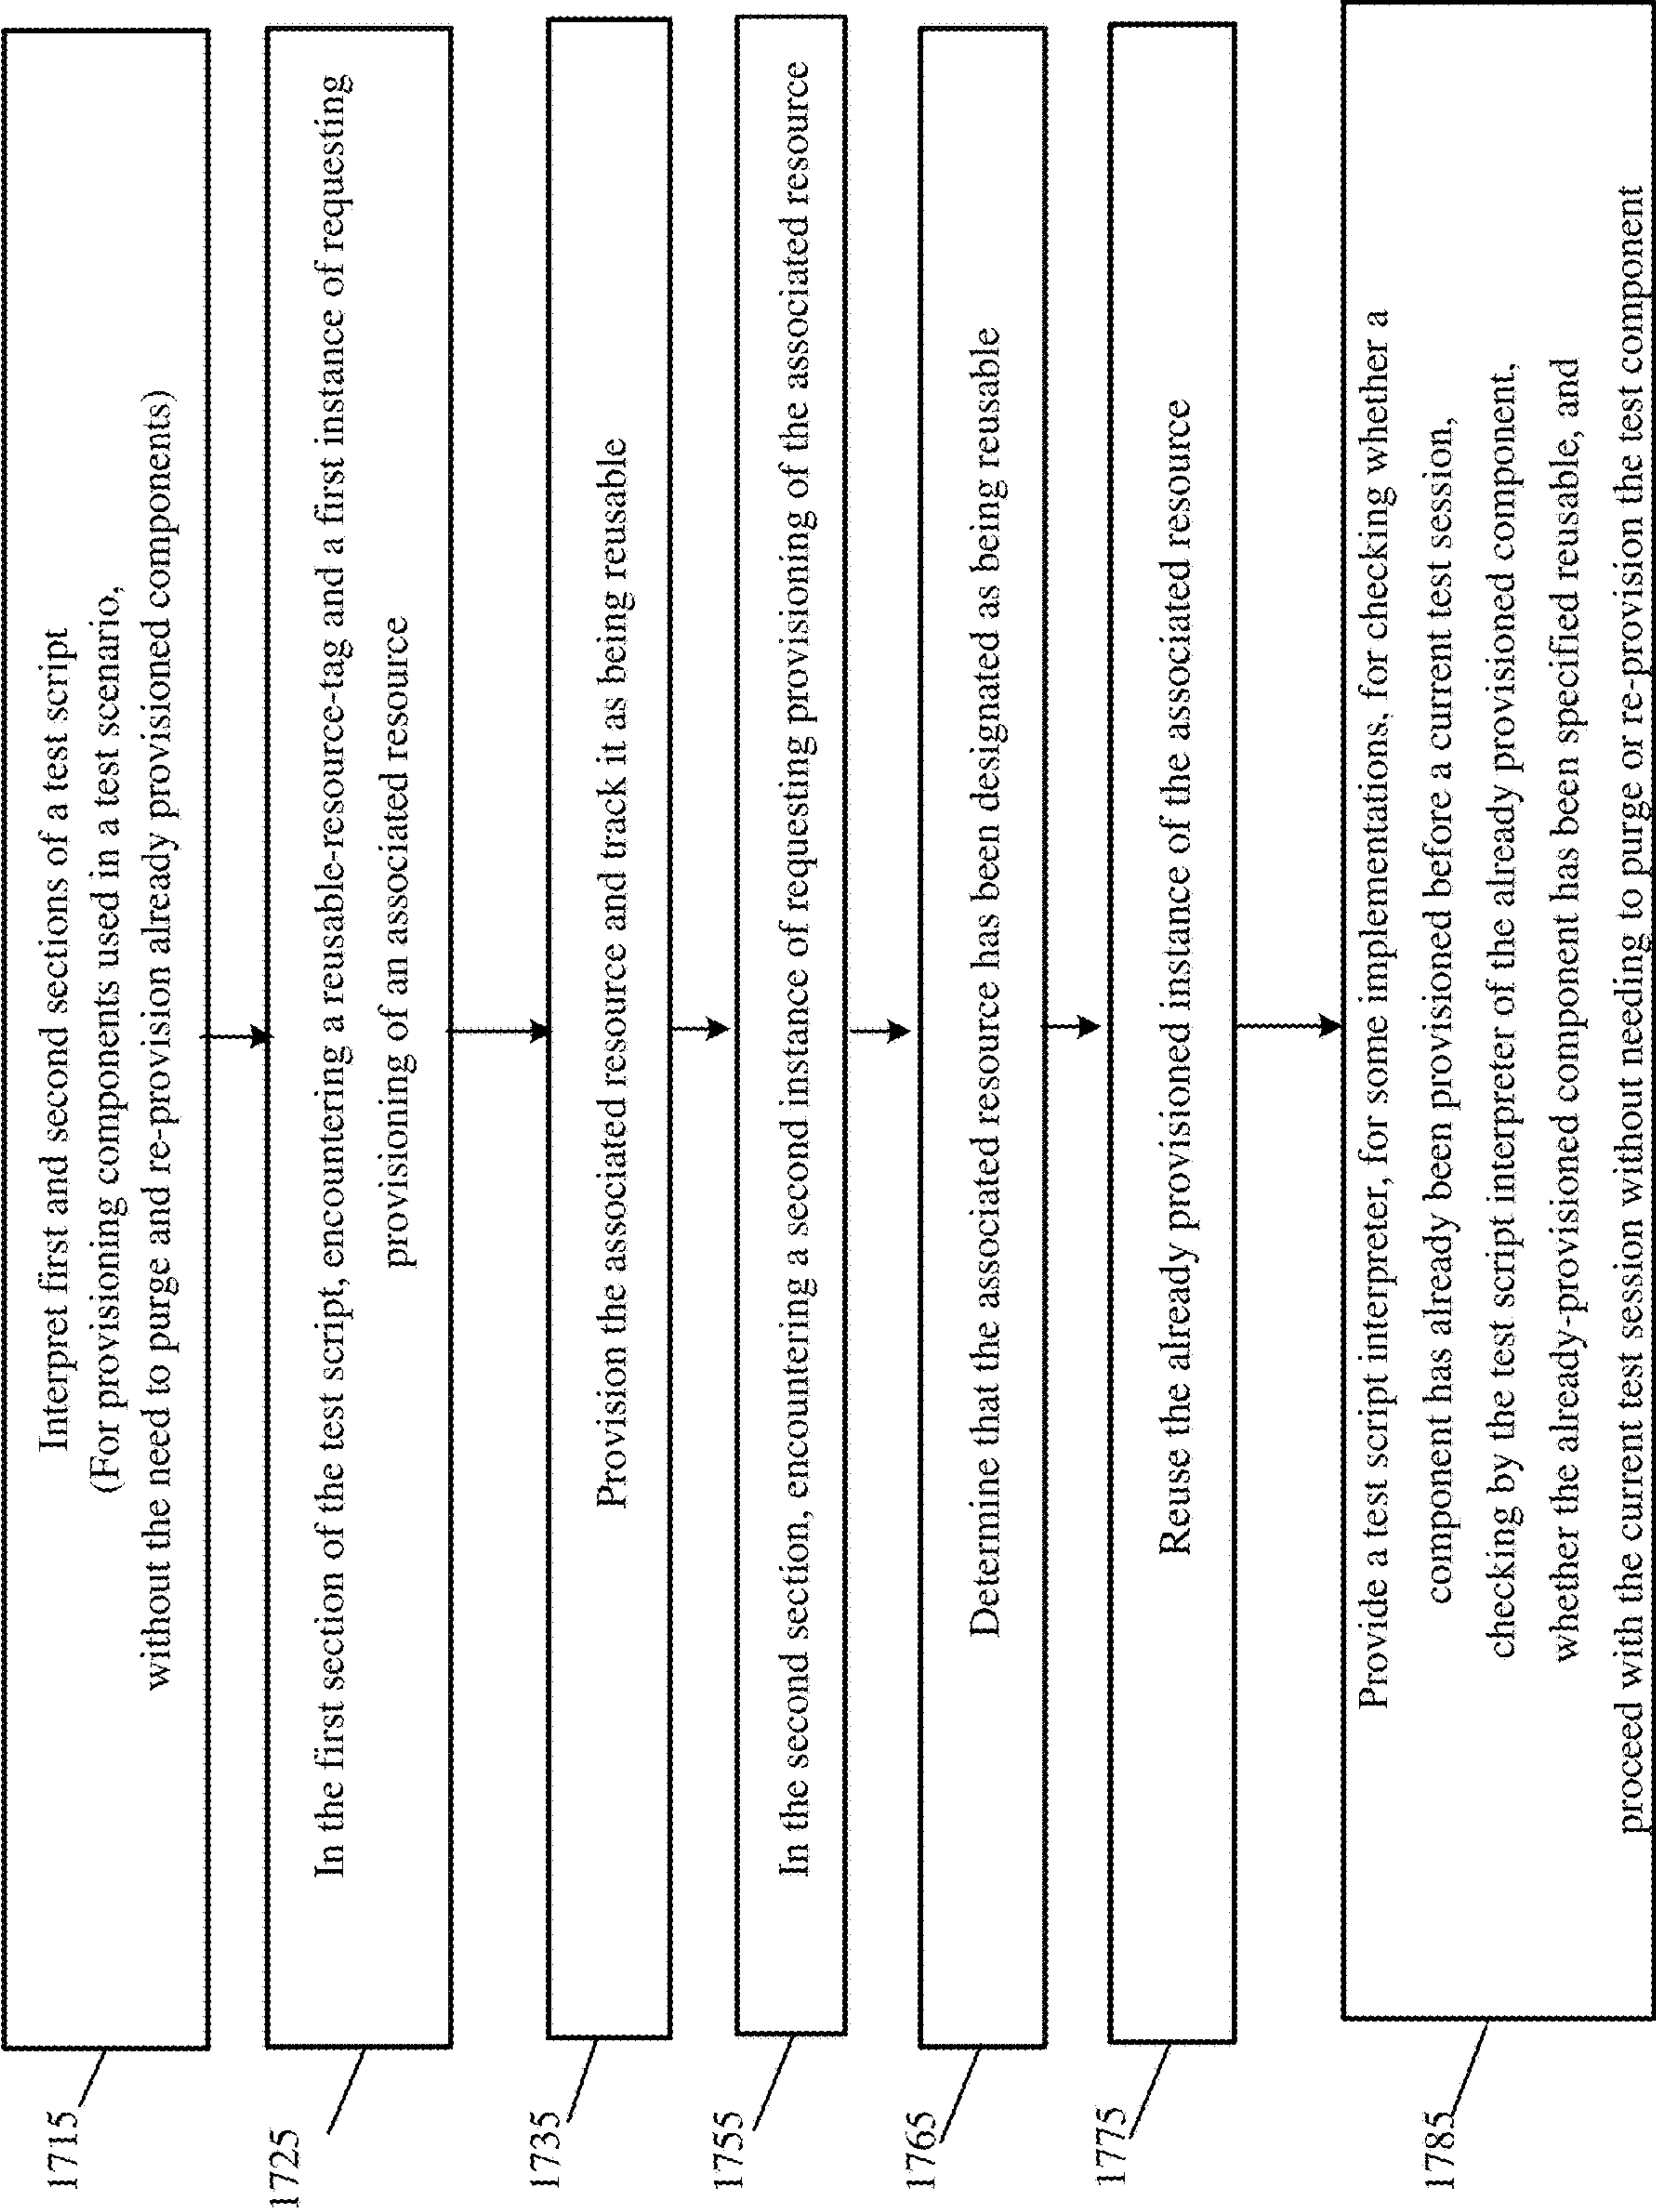 1715
Interpret first and second sections of a test script
(For provisioning components used in a test scenario,
without the need to purge and re-provision already provisioned components)
1725
In the first section of the test script, encountering a reusable-resource-tag and a first instance of requesting
provisioning of an associated resource
1735
Provision the associated resource and track it as being reusable
1755
In the second section, encountering a second instance of requesting provisioning of the associated resource
1765
Determine that the associated resource has been designated as being reusable
1775
Reuse the already provisioned instance of the associated resource
1785
Provide a test script interpreter, for some implementations, for checking whether a
component has already been provisioned before a current test session,
checking by the test script interpreter of the already provisioned component,
whether the already-provisioned component has been specified reusable, and
proceed with the current test session without needing to purge or re-provision the test component